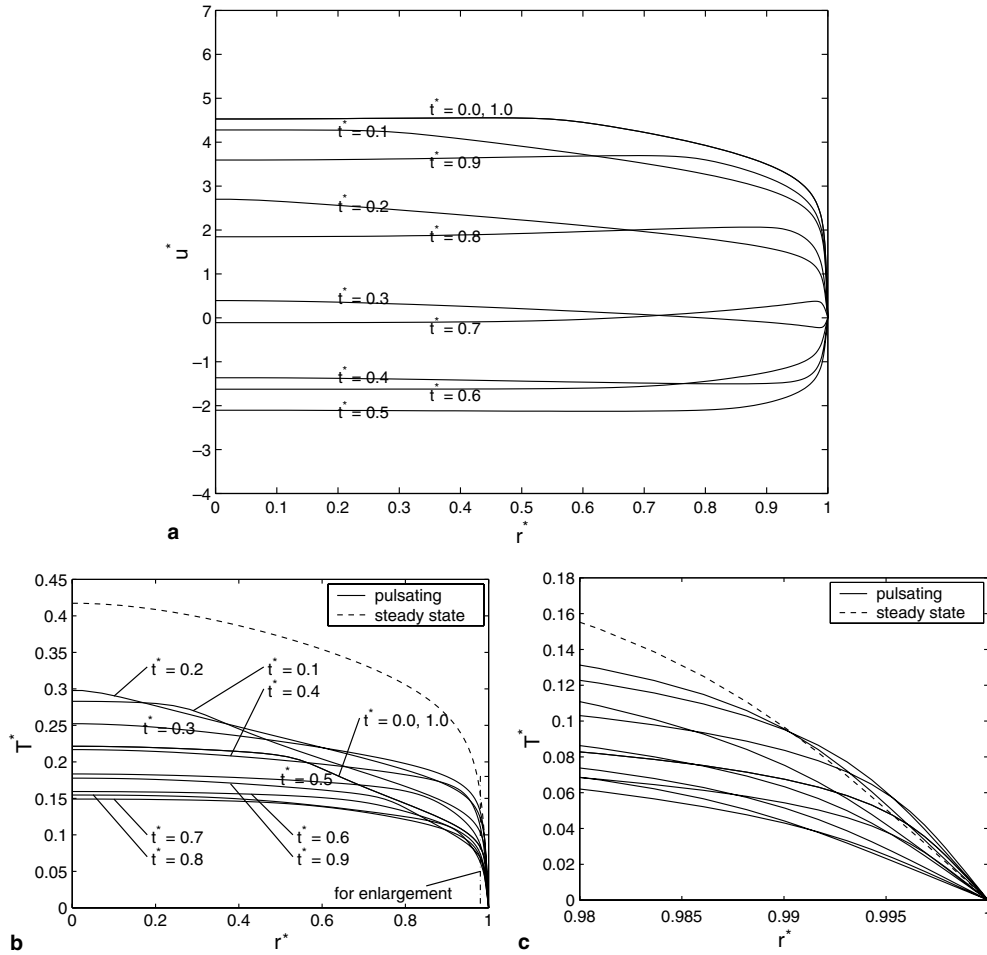 7
6
5
4
3
2
1
0
−1
−2
−3
−4
u*
t* = 0.0, 1.0
t* = 0.1
t* = 0.9
t* = 0.2
t* = 0.8
t* = 0.3
t* = 0.7
t* = 0.4
t* = 0.6
t* = 0.5
0 0.1 0.2 0.3 0.4 0.5 0.6 0.7 0.8 0.9 1
r*
a
0.45
0.4
0.35
0.3
0.25
0.2
0.15
0.1
0.05
0
T*
pulsating
steady state
t* = 0.2
t* = 0.1
t* = 0.4
t* = 0.3
t* = 0.0, 1.0
t* = 0.5
t* = 0.7
t* = 0.6
t* = 0.8
t* = 0.9
for enlargement
0 0.2 0.4 0.6 0.8 1
r*
b
0.18
0.16
0.14
0.12
0.1
0.08
0.06
0.04
0.02
0
T*
pulsating
steady state
0.98 0.985 0.99 0.995
r*
c